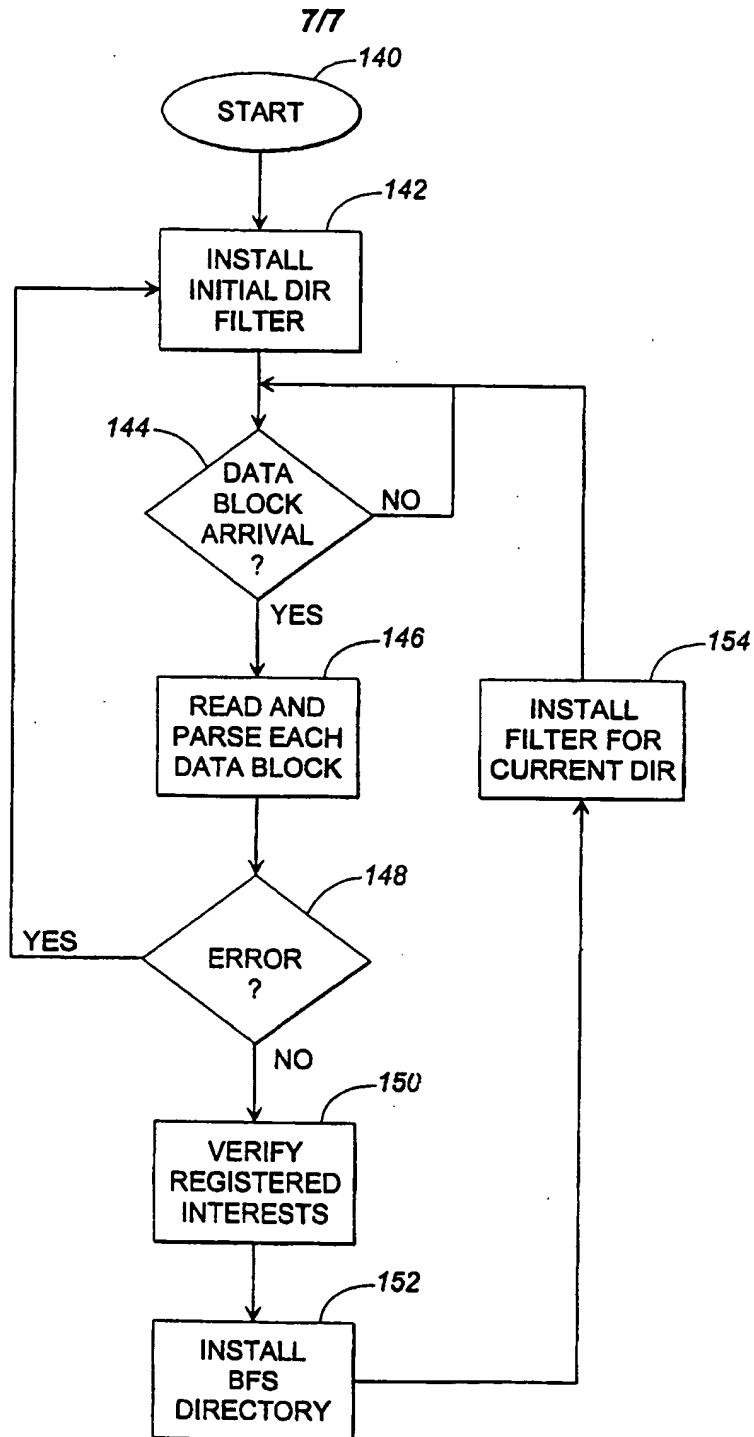 7/7
140
START
142
INSTALL
INITIAL DIR
FILTER
144
DATA
BLOCK
ARRIVAL
?
NO
YES
146
READ AND
PARSE EACH
DATA BLOCK
154
INSTALL
FILTER FOR
CURRENT DIR
148
YES
ERROR
?
NO
150
VERIFY
REGISTERED
INTERESTS
152
INSTALL
BFS
DIRECTORY